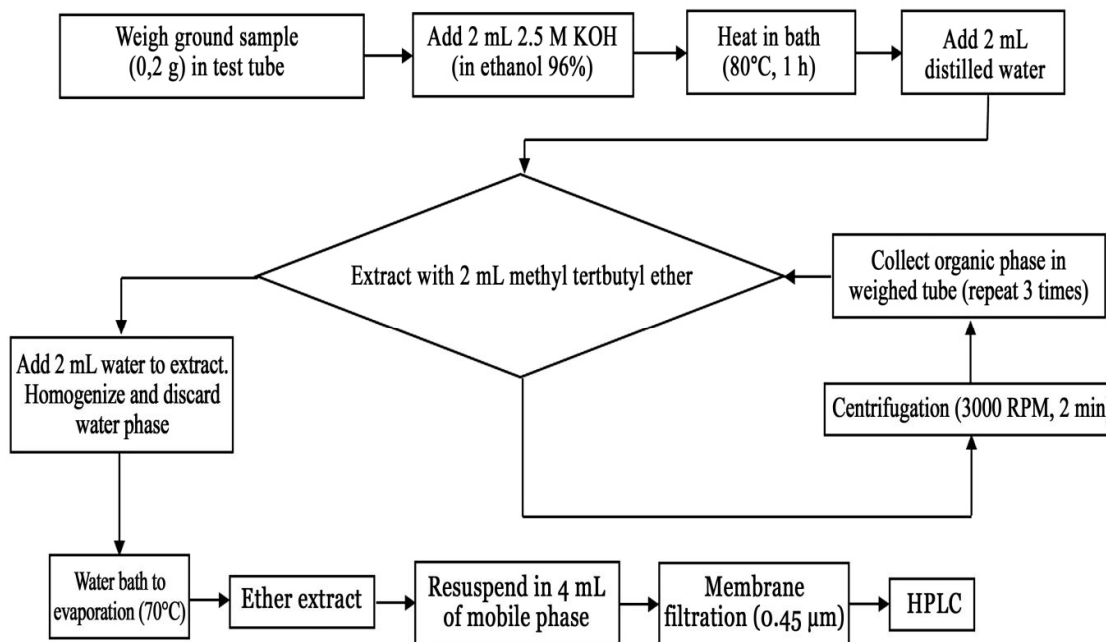 Weigh ground sample
(0,2 g) in test tube
Add 2 mL 2.5 M KOH
(in ethanol 96%)
Heat in bath
(80°C, 1 h)
Add 2 mL
distilled water
Extract with 2 mL methyl tertbutyl ether
Collect organic phase in
weighed tube (repeat 3 times)
Centrifugation (3000 RPM, 2 min
Add 2 mL water to extract.
Homogenize and discard
water phase
Water bath to
evaporation (70°C)
Ether extract
Resuspend in 4 mL
of mobile phase
Membrane
filtration (0.45 µm)
HPLC